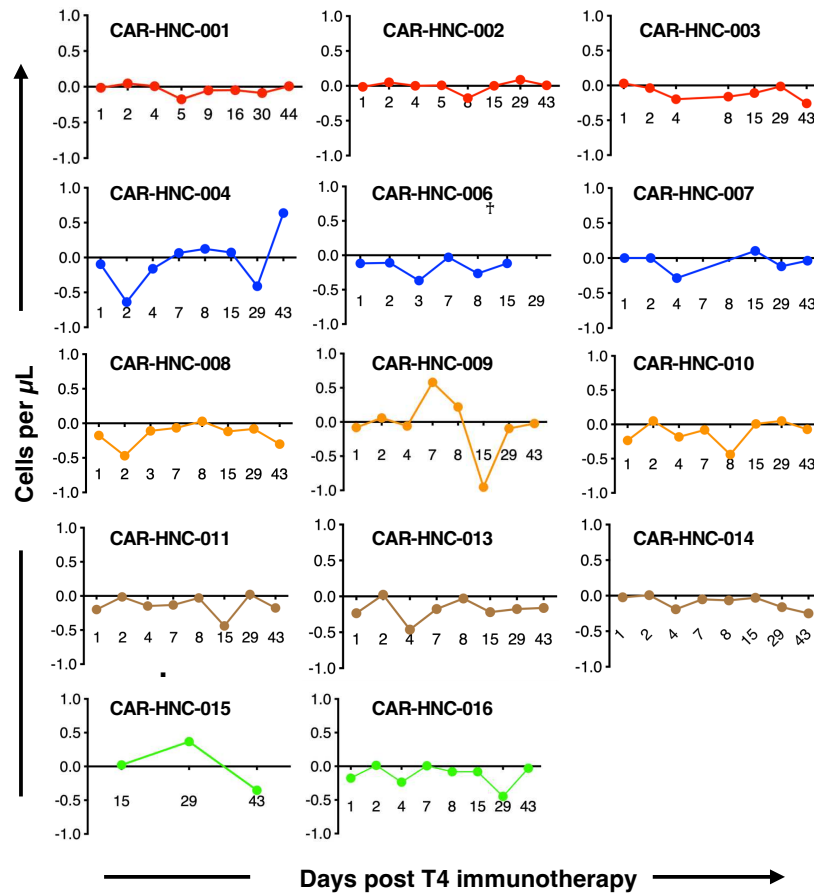 CAR-HNC-001
1.0
0.5
0.0
-0.5
-1.0
1 2 4 5 9 16 30 44
CAR-HNC-002
1.0
0.5
0.0
-0.5
-1.0
1 2 4 5 8 15 29 43
CAR-HNC-003
1.0
0.5
0.0
-0.5
-1.0
1 2 4 8 15 29 43
CAR-HNC-004
1.0
0.5
0.0
-0.5
-1.0
1 2 4 7 8 15 29 43
CAR-HNC-006
†
1.0
0.5
0.0
-0.5
-1.0
1 2 3 7 8 15 29
CAR-HNC-007
1.0
0.5
0.0
-0.5
-1.0
1 2 4 7 8 15 29 43
Cells per µL
CAR-HNC-008
1.0
0.5
0.0
-0.5
-1.0
1 2 3 7 8 15 29 43
CAR-HNC-009
1.0
0.5
0.0
-0.5
-1.0
1 2 4 7 8 15 29 43
CAR-HNC-010
1.0
0.5
0.0
-0.5
-1.0
1 2 4 7 8 15 29 43
CAR-HNC-011
1.0
0.5
0.0
-0.5
-1.0
1 2 4 7 8 15 29 43
CAR-HNC-013
1.0
0.5
0.0
-0.5
-1.0
1 2 4 7 8 15 29 43
CAR-HNC-014
1.0
0.5
0.0
-0.5
-1.0
1 2 4 7 8 15 29 43
CAR-HNC-015
1.0
0.5
0.0
-0.5
-1.0
15 29 43
CAR-HNC-016
1.0
0.5
0.0
-0.5
-1.0
1 2 4 7 8 15 29 43
Days post T4 immunotherapy